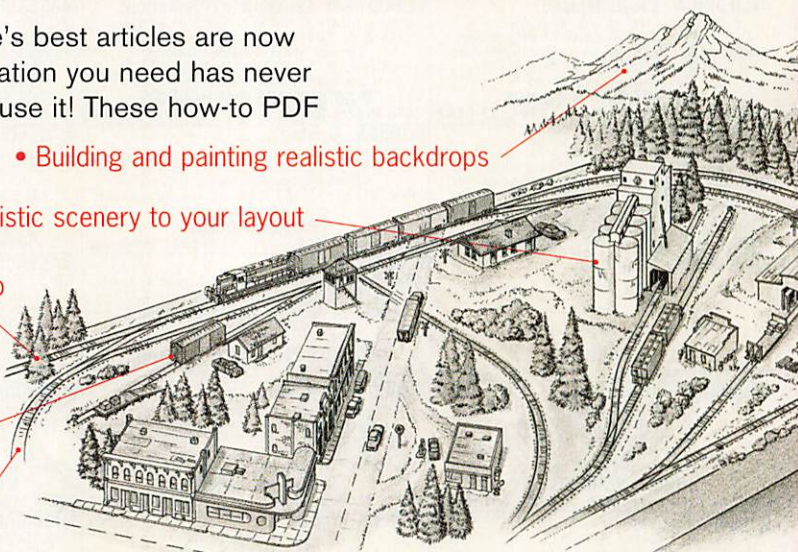 e's best articles are now
ation you need has never
use it! These how-to PDF
• Building and painting realistic backdrops
istic scenery to your layout